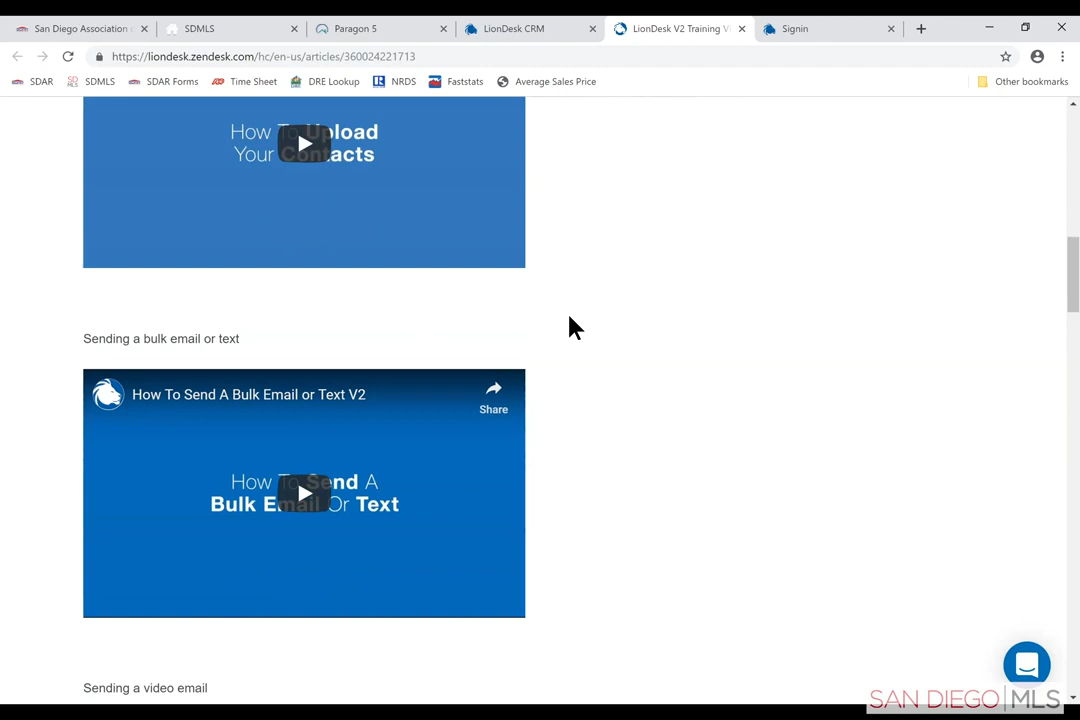 San Diego Association
SDMLS
Paragon 5
LionDesk CRM
LionDesk V2 Training V
Signin
https://liondesk.zendesk.com/hc/en-us/articles/360024221713
SDAR
SDMLS
SDAR Forms
Time Sheet
DRE Lookup
NRDS
Faststats
Average Sales Price
Other bookmarks
How To Upload
Your Contacts
Sending a bulk email or text
How To Send A Bulk Email or Text V2
Share
How To Send A
Bulk Email Or Text
Sending a video email
SAN DIEGO | MLS